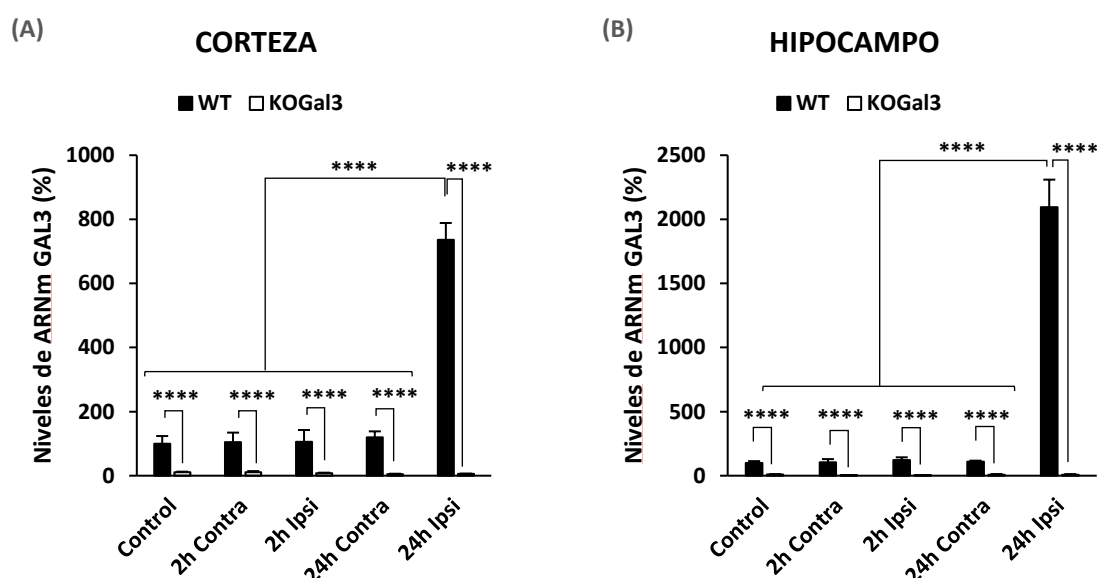 (A)
CORTEZA
WT KOGal3
Niveles de ARNm GAL3 (%)
1000
800
600
400
200
0
**** ****
**** **** **** ****
Control
2h Contra
2h Ipsi
24h Contra
24h Ipsi
(B)
HIPOCAMPO
WT KOGal3
Niveles de ARNm GAL3 (%)
2500
2000
1500
1000
500
0
**** ****
**** **** **** ****
Control
2h Contra
2h Ipsi
24h Contra
24h Ipsi